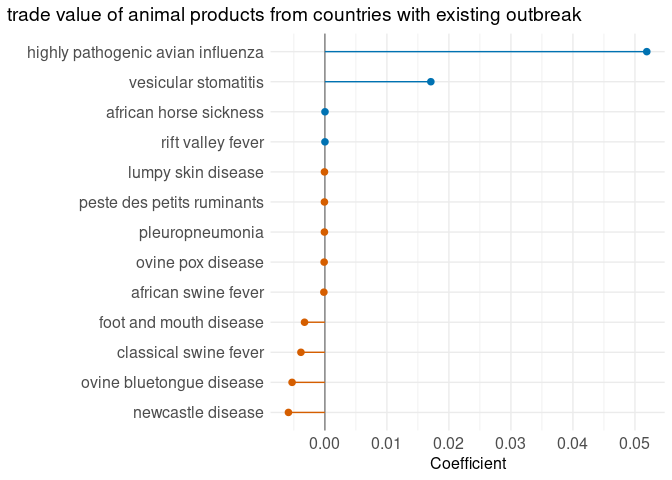 trade value of animal products from countries with existing outbreak
highly pathogenic avian influenza
vesicular stomatitis
african horse sickness
rift valley fever
lumpy skin disease
peste des petits ruminants
pleuropneumonia
ovine pox disease
african swine fever
foot and mouth disease
classical swine fever
ovine bluetongue disease
newcastle disease
0.00 0.01 0.02 0.03 0.04 0.05
Coefficient